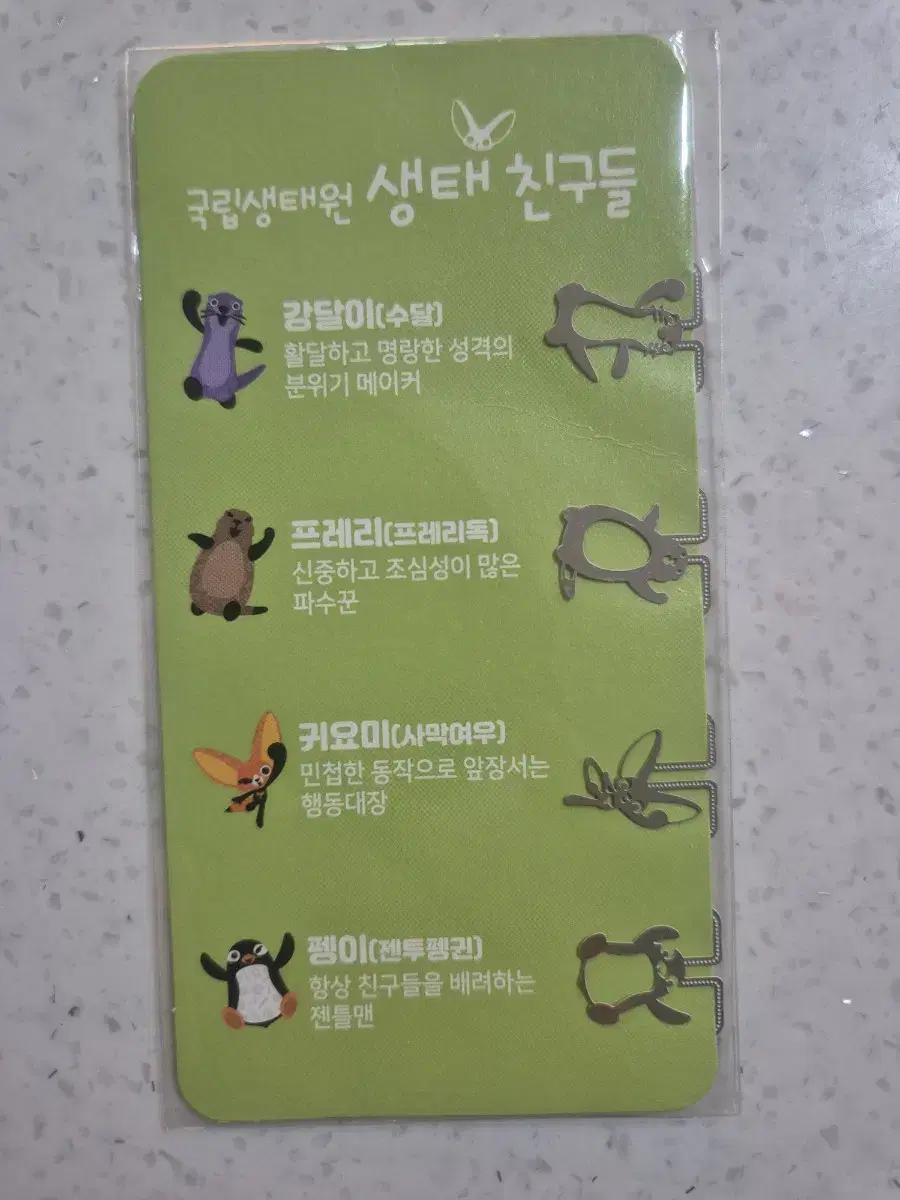 국립생태원 생태 친구들
강달이(수달)
활달하고 명랑한 성격의
분위기 메이커
프레리(프레리독)
신중하고 조심성이 많은
파수꾼
귀요미(사막여우)
민첩한 동작으로 앞장서는
행동대장
펭이(젠투펭귄)
항상 친구들을 배려하는
젠틀맨